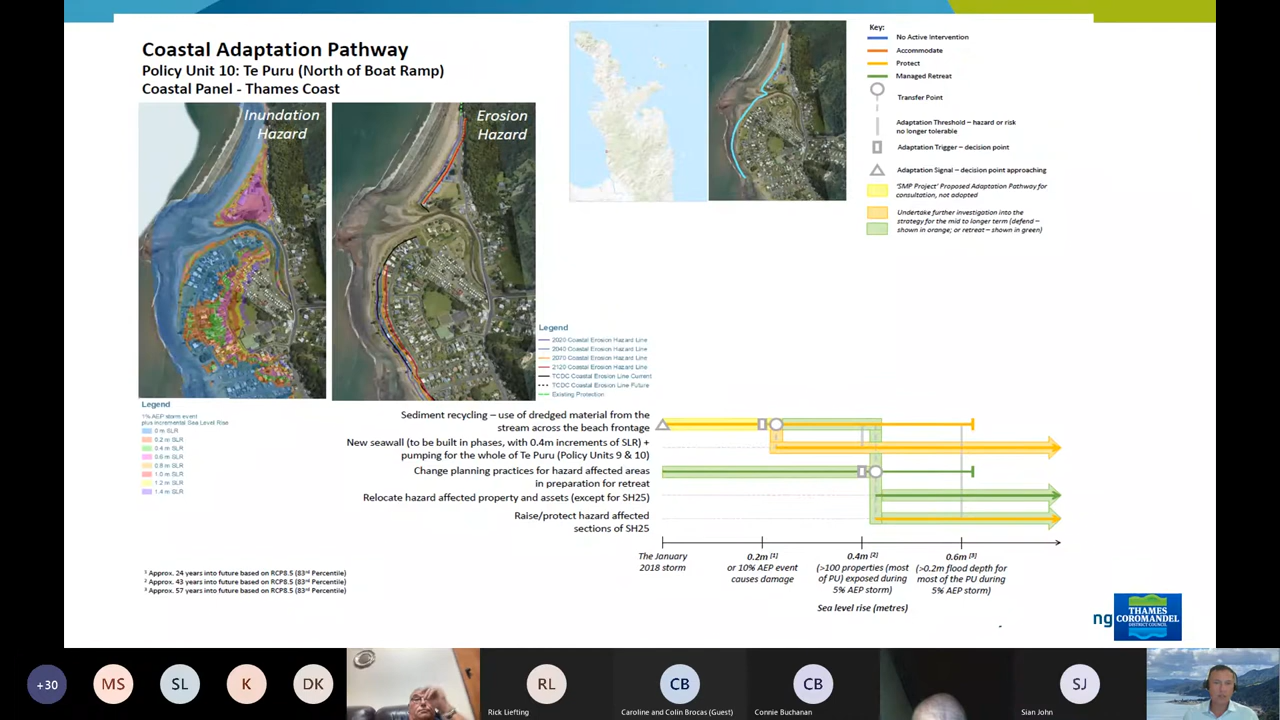 Coastal Adaptation Pathway
Policy Unit 10: Te Puru (North of Boat Ramp)
Coastal Panel - Thames Coast
Inundation
Hazard
Erosion
Hazard
Key:
No Active Intervention
Accommodate
Protect
Managed Retreat
Transfer Point
Adaptation Threshold – hazard or risk
no longer tolerable
Adaptation Trigger – decision point
Adaptation Signal – decision point approaching
'SMP Project' Proposed Adaptation Pathway for
consultation, not adopted
Undertake further investigation into the
strategy for the mid to longer term (defend –
shown in orange; or retreat – shown in green)
Legend
2020 Coastal Erosion Hazard Line
2040 Coastal Erosion Hazard Line
2070 Coastal Erosion Hazard Line
2120 Coastal Erosion Hazard Line
TCDC Coastal Erosion Line Current
TCDC Coastal Erosion Line Future
Existing Protection
Legend
1% AEP storm event
plus incremental Sea Level Rise
0 m SLR
0.2 m SLR
0.4 m SLR
0.6 m SLR
0.8 m SLR
1.0 m SLR
1.2 m SLR
1.4 m SLR
Sediment recycling – use of dredged material from the
stream across the beach frontage
New seawall (to be built in phases, with 0.4m increments of SLR) +
pumping for the whole of Te Puru (Policy Units 9 & 10)
Change planning practices for hazard affected areas
in preparation for retreat
Relocate hazard affected property and assets (except for SH25)
Raise/protect hazard affected
sections of SH25
The January
2018 storm
0.2m [1]
or 10% AEP event
causes damage
0.4m [2]
(>100 properties (most
of PU) exposed during
5% AEP storm)
0.6m [3]
(>0.2m flood depth for
most of the PU during
5% AEP storm)
Sea level rise (metres)
1 Approx. 24 years into future based on RCP8.5 (83rd Percentile)
2 Approx. 43 years into future based on RCP8.5 (83rd Percentile)
3 Approx. 57 years into future based on RCP8.5 (83rd Percentile)
ng
THAMES
COROMANDEL
DISTRICT COUNCIL
+30
MS
SL
K
DK
RL
Rick Liefting
CB
Caroline and Colin Brocas (Guest)
CB
Connie Buchanan
SJ
Sian John